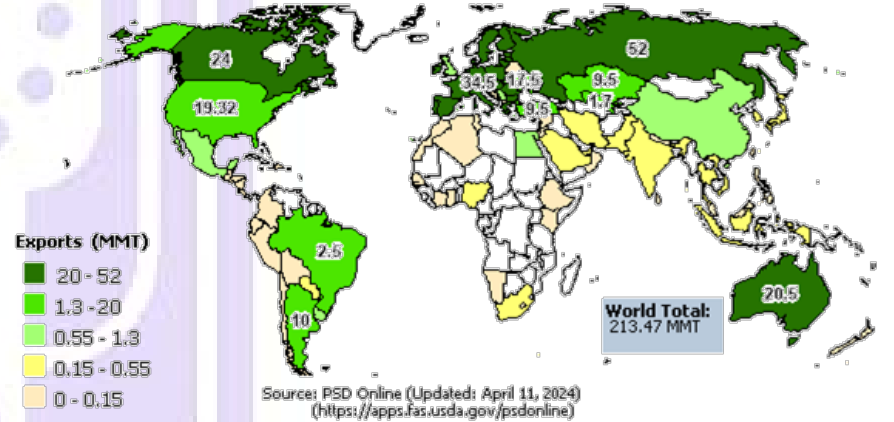 24
52
34.5
17.5
9.5
19.32
9.5
1.7
2.5
20.5
10
Exports (MMT)
20 - 52
1.3 -20
0.55 - 1.3
0.15 - 0.55
0 - 0.15
World Total:
213.47 MMT
Source: PSD Online (Updated: April 11, 2024)
(https://apps.fas.usda.gov/psdonline)